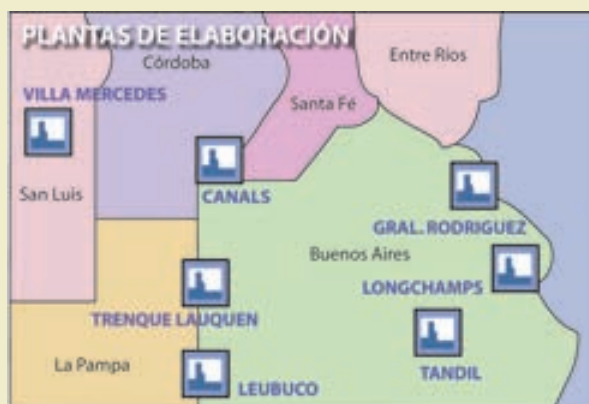 PLANTAS DE ELABORACIÓN
Córdoba
Entre Ríos
VILLA MERCEDES
Santa Fé
San Luis
CANALS
GRAL. RODRIGUEZ
Buenos Aires
LONGCHAMPS
TRENQUE LAUQUEN
La Pampa
LEUBUCO
TANDIL